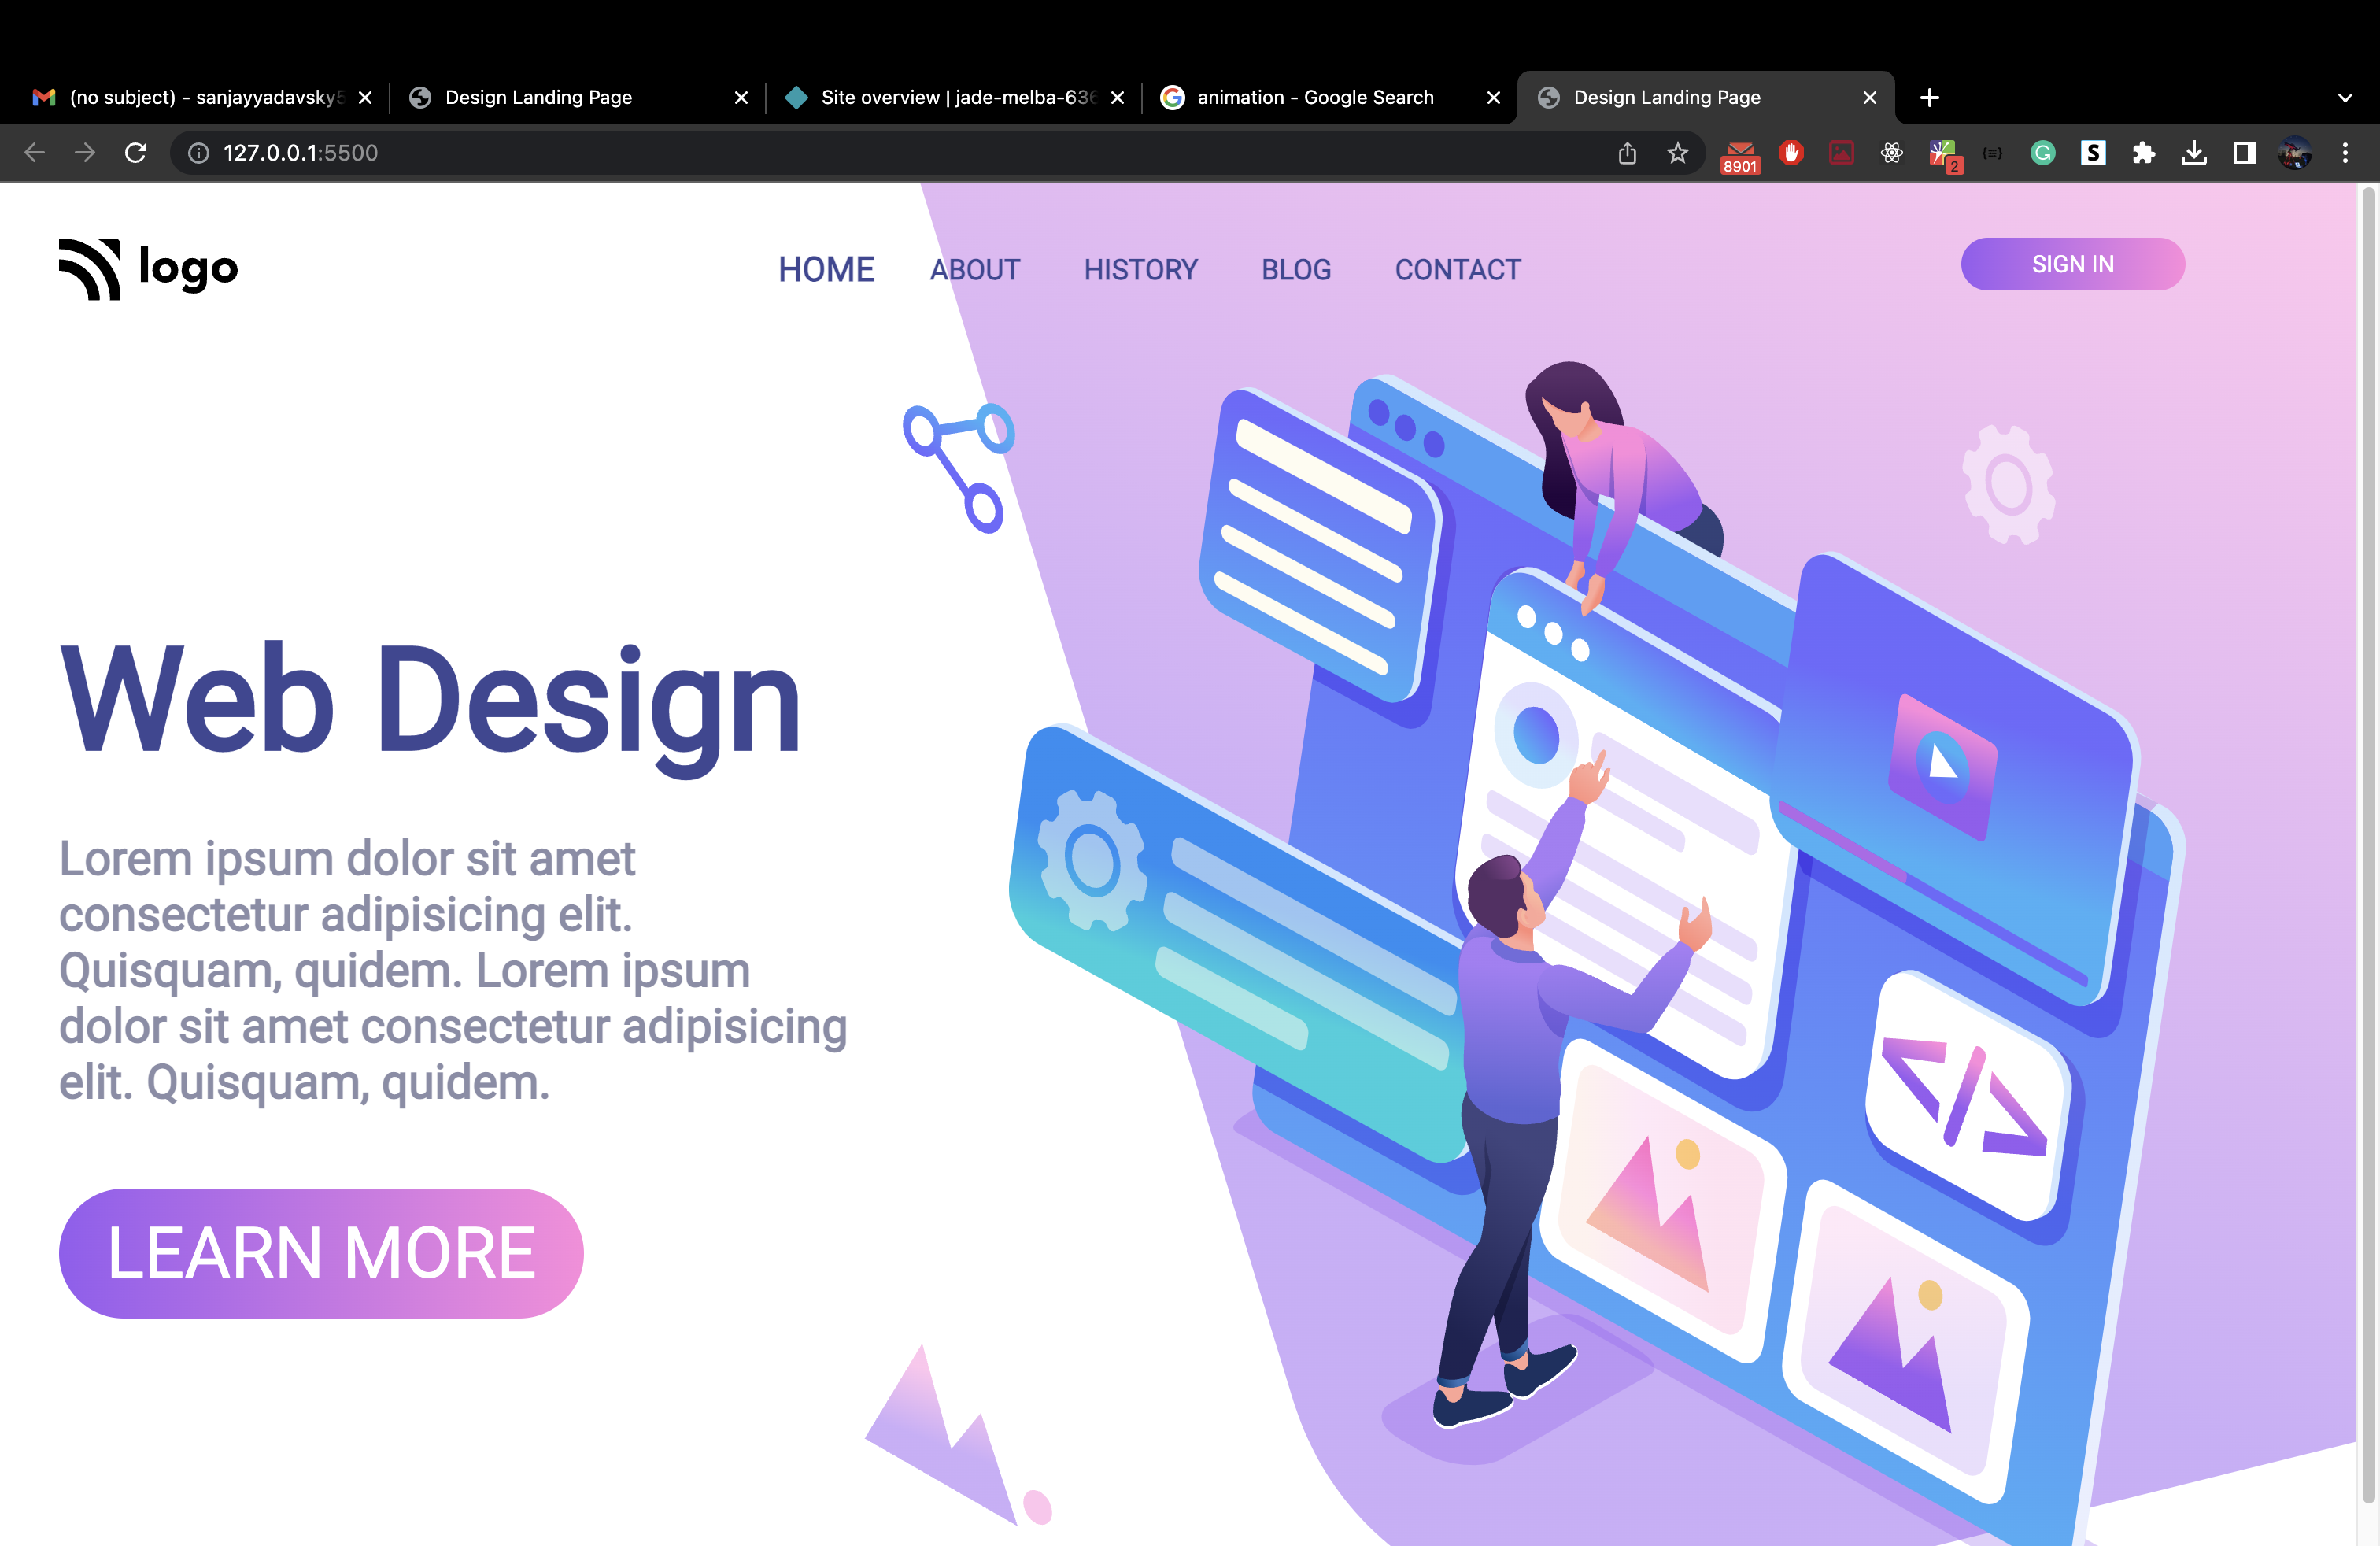 (no subject) - sanjayyadavsky5
Design Landing Page
Site overview | jade-melba-636
animation - Google Search
Design Landing Page
127.0.0.1:5500
8901
2
logo
HOME
ABOUT
HISTORY
BLOG
CONTACT
SIGN IN
Web Design
Lorem ipsum dolor sit amet
consectetur adipisicing elit.
Quisquam, quidem. Lorem ipsum
dolor sit amet consectetur adipisicing
elit. Quisquam, quidem.
LEARN MORE